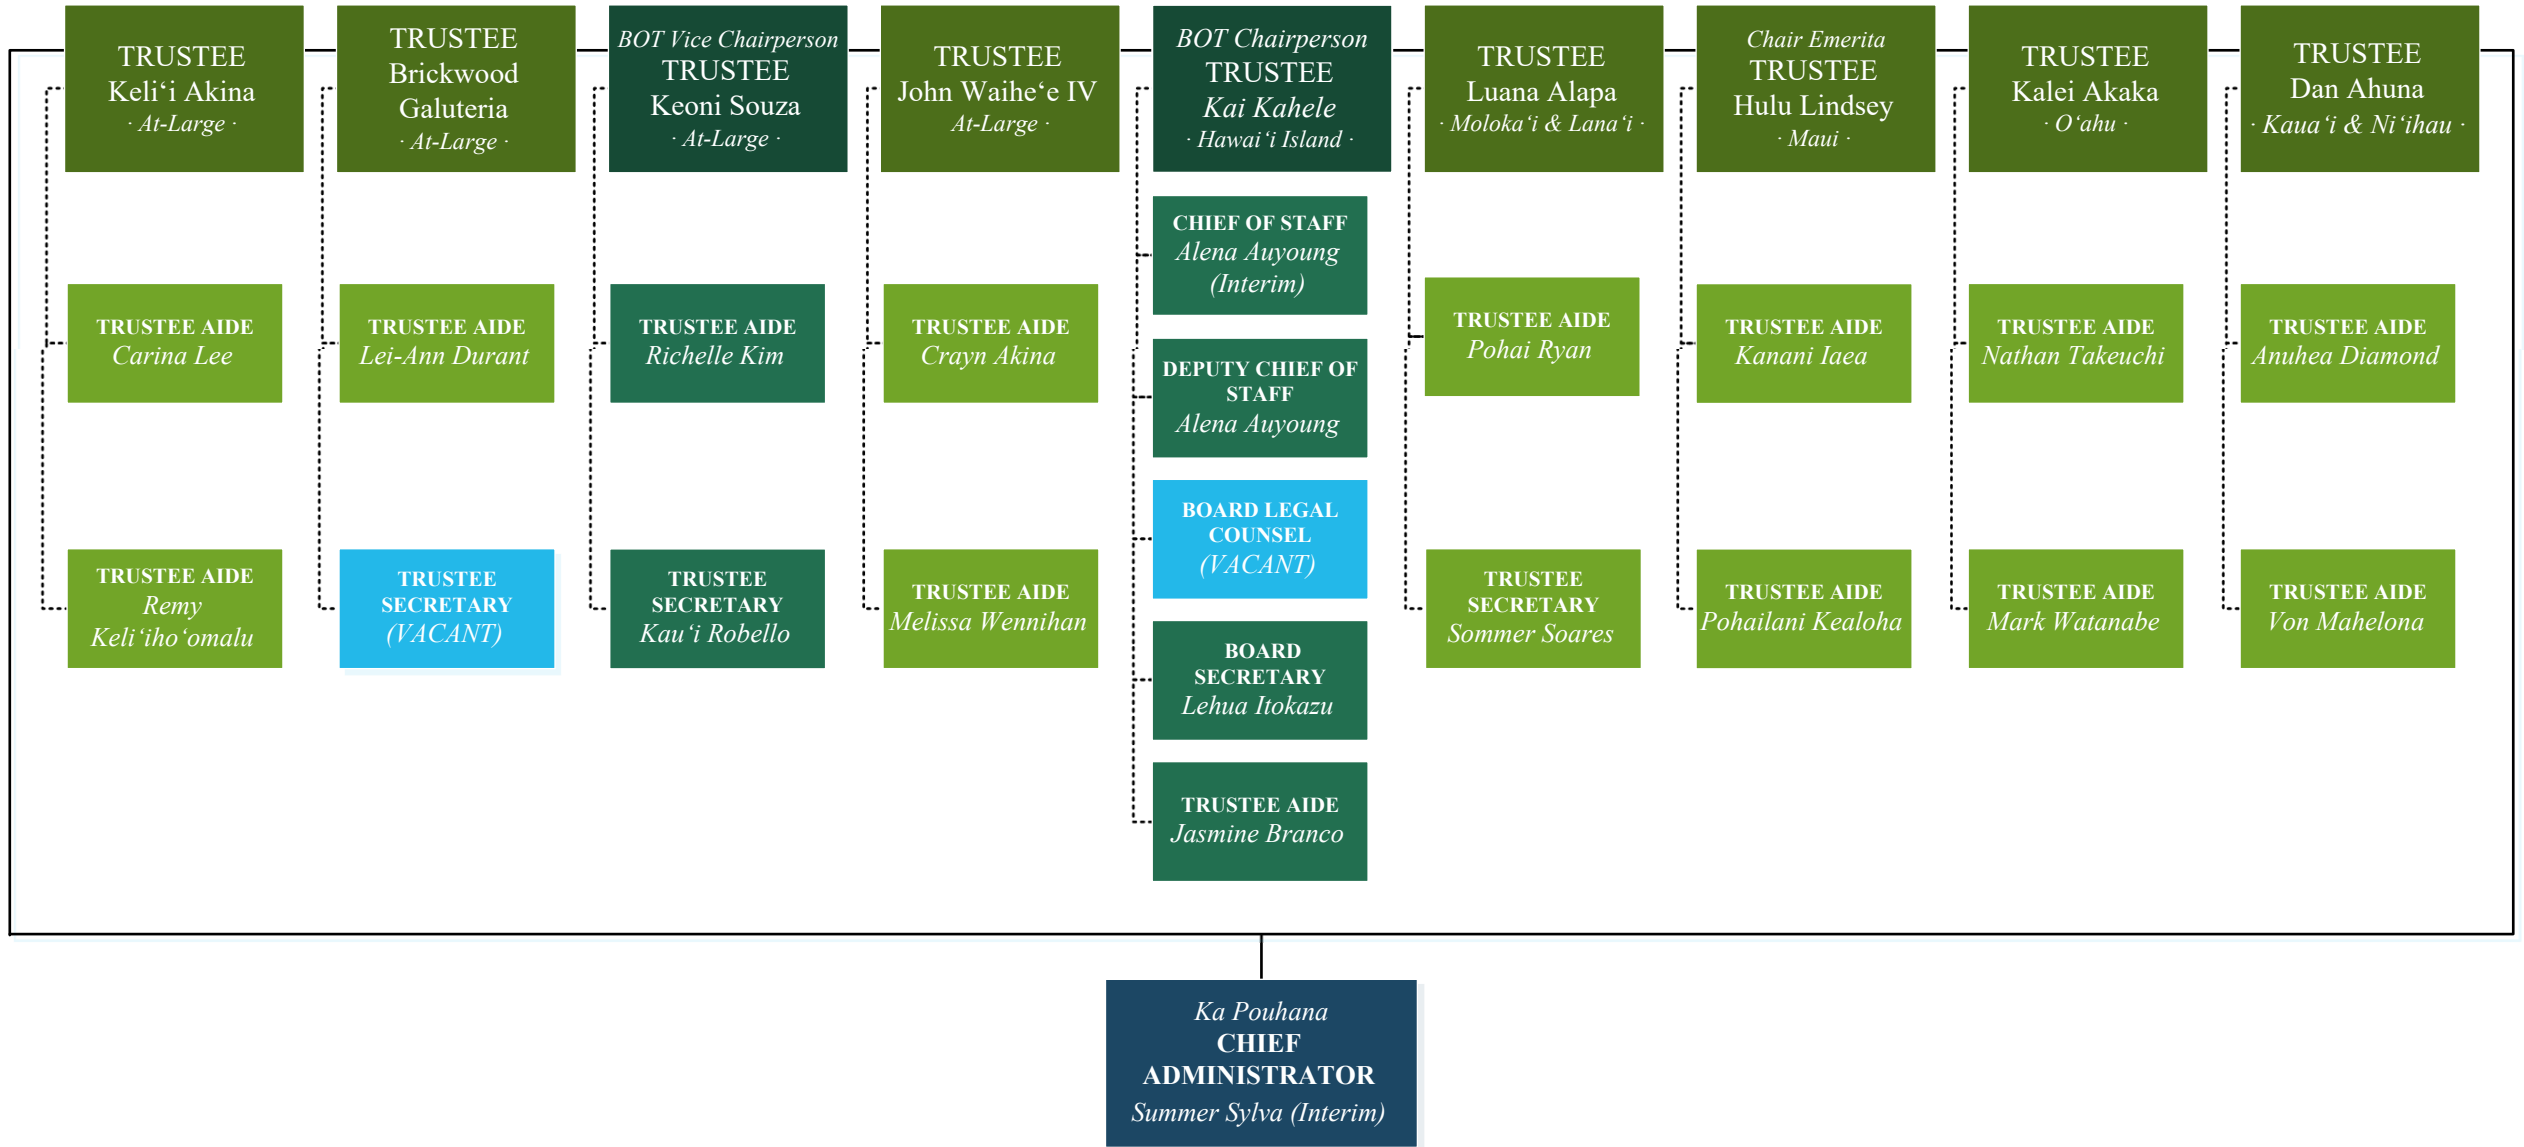 TRUSTEE
Keli‘i Akina
· At-Large ·
TRUSTEE
Brickwood
Galuteria
· At-Large ·
BOT Vice Chairperson
TRUSTEE
Keoni Souza
· At-Large ·
TRUSTEE
John Waihe‘e IV
At-Large ·
BOT Chairperson
TRUSTEE
Kai Kahele
· Hawai‘i Island ·
TRUSTEE
Luana Alapa
· Moloka‘i & Lana‘i ·
Chair Emerita
TRUSTEE
Hulu Lindsey
· Maui ·
TRUSTEE
Kalei Akaka
· O‘ahu ·
TRUSTEE
Dan Ahuna
· Kaua‘i & Ni‘ihau ·
TRUSTEE AIDE
Carina Lee
TRUSTEE AIDE
Lei-Ann Durant
TRUSTEE AIDE
Richelle Kim
TRUSTEE AIDE
Crayn Akina
CHIEF OF STAFF
Alena Auyoung
(Interim)
DEPUTY CHIEF OF
STAFF
Alena Auyoung
BOARD LEGAL
COUNSEL
(VACANT)
BOARD
SECRETARY
Lehua Itokazu
TRUSTEE AIDE
Jasmine Branco
TRUSTEE AIDE
Pohai Ryan
TRUSTEE AIDE
Kanani Iaea
TRUSTEE AIDE
Nathan Takeuchi
TRUSTEE AIDE
Anuhea Diamond
TRUSTEE AIDE
Remy
Keli‘iho‘omalu
TRUSTEE
SECRETARY
(VACANT)
TRUSTEE
SECRETARY
Kau‘i Robello
TRUSTEE AIDE
Melissa Wennihan
TRUSTEE
SECRETARY
Sommer Soares
TRUSTEE AIDE
Pohailani Kealoha
TRUSTEE AIDE
Mark Watanabe
TRUSTEE AIDE
Von Mahelona
Ka Pouhana
CHIEF
ADMINISTRATOR
Summer Sylva (Interim)